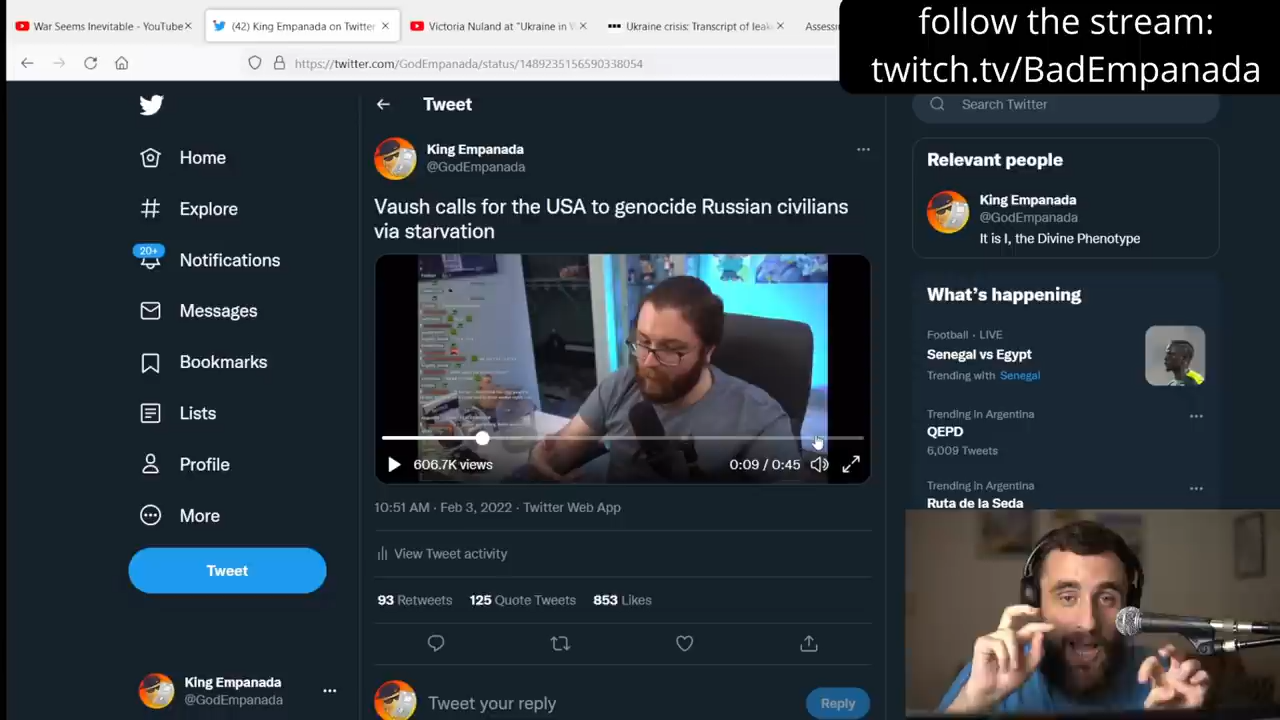 War Seems Inevitable - YouTube
(42) King Empanada on Twitter
Victoria Nuland at "Ukraine in W
Ukraine crisis: Transcript of leak
Assess
follow the stream:
twitch.tv/BadEmpanada
https://twitter.com/GodEmpanada/status/1489235156590338054
Home
Explore
20+
Notifications
Messages
Bookmarks
Lists
Profile
More
Tweet
King Empanada
@GodEmpanada
Tweet
King Empanada
@GodEmpanada
Vaush calls for the USA to genocide Russian civilians
via starvation
606.7K views
0:09 / 0:45
10:51 AM · Feb 3, 2022 · Twitter Web App
View Tweet activity
93 Retweets 125 Quote Tweets 853 Likes
Tweet your reply
Reply
Search Twitter
Relevant people
King Empanada
@GodEmpanada
It is I, the Divine Phenotype
What's happening
Football · LIVE
Senegal vs Egypt
Trending with Senegal
Trending in Argentina
QEPD
6,009 Tweets
Trending in Argentina
Ruta de la Seda